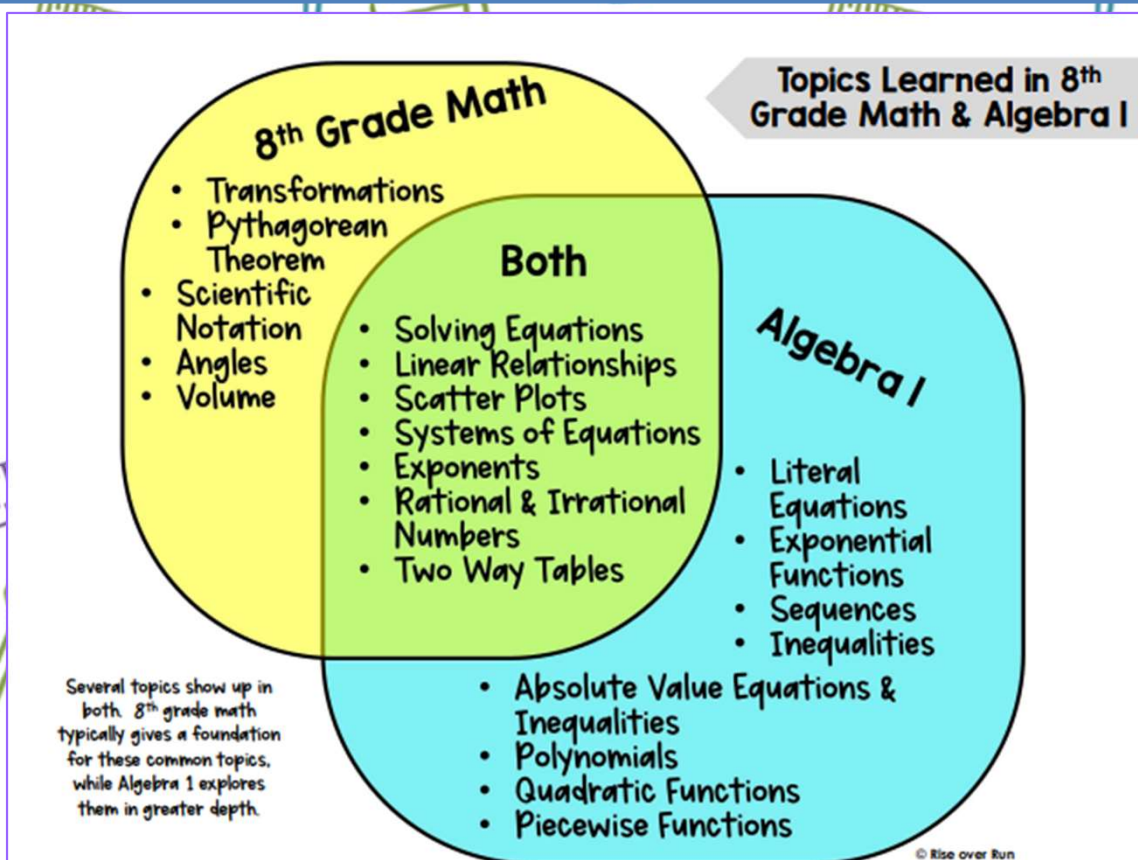 Topics Learned in 8th
Grade Math & Algebra 1
8th Grade Math
• Transformations
• Pythagorean
Theorem
• Scientific
Notation
• Angles
• Volume
Both
• Solving Equations
• Linear Relationships
• Scatter Plots
• Systems of Equations
• Exponents
• Rational & Irrational
Numbers
• Two Way Tables
Algebra 1
• Literal
Equations
• Exponential
Functions
• Sequences
• Inequalities
• Absolute Value Equations &
Inequalities
• Polynomials
• Quadratic Functions
• Piecewise Functions
Several topics show up in
both. 8th grade math
typically gives a foundation
for these common topics,
while Algebra 1 explores
them in greater depth.
© Rise over Run